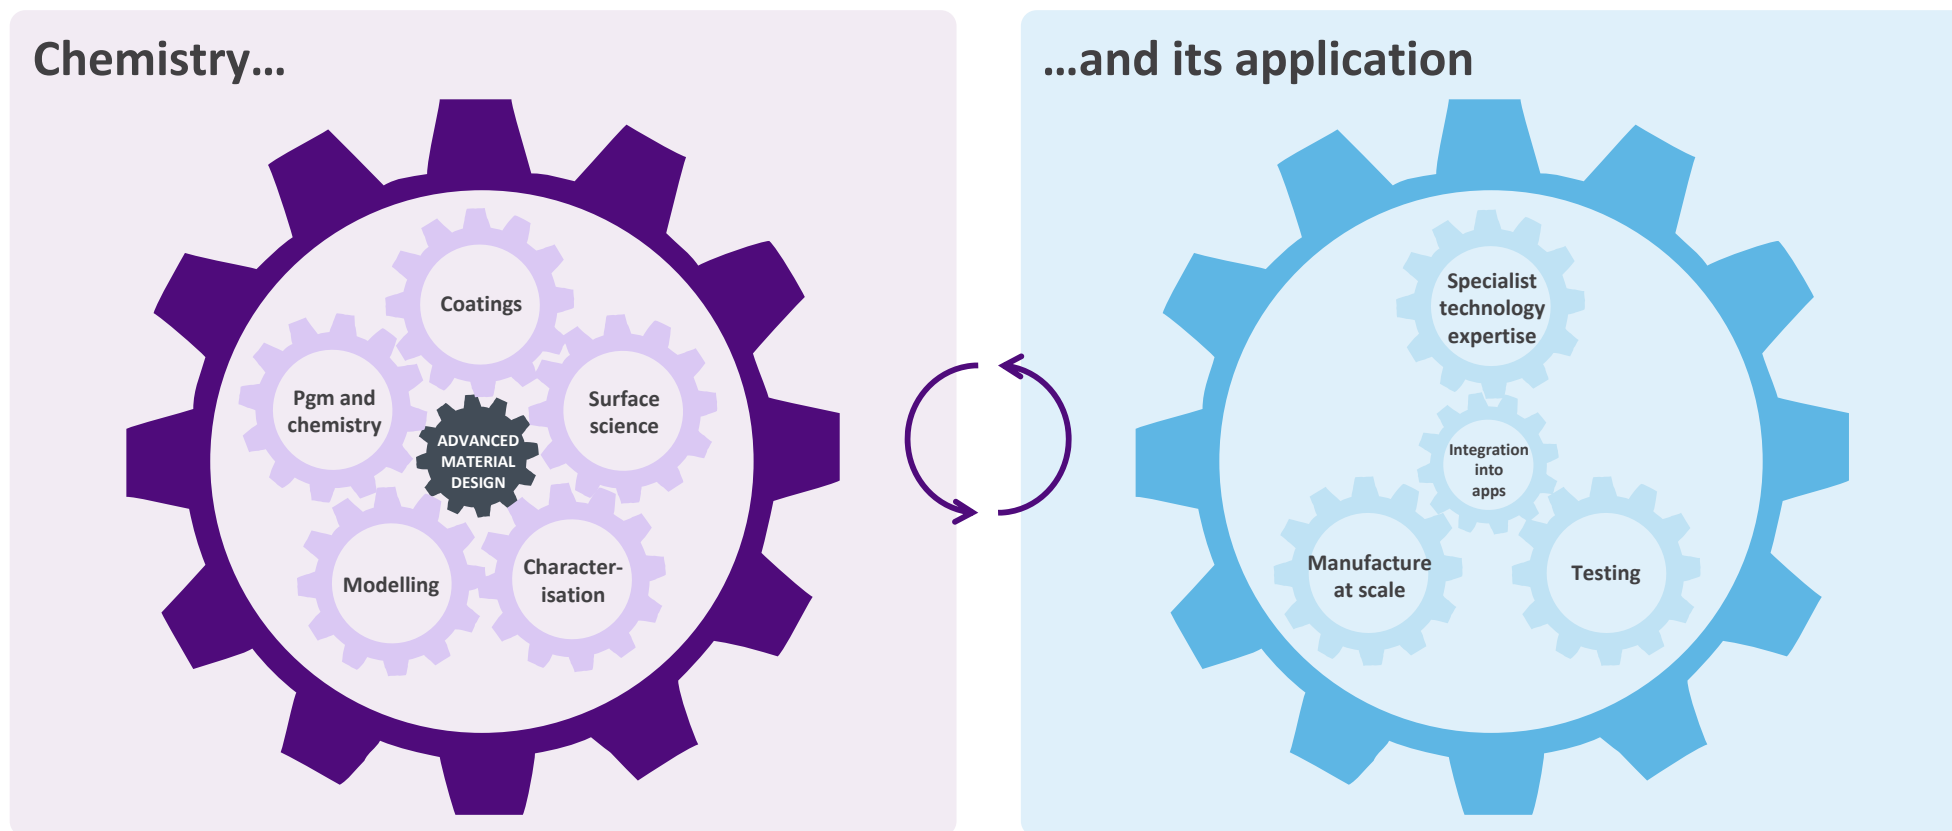 Chemistry...
Coatings
Pgm and
chemistry
Surface
science
ADVANCED
MATERIAL
DESIGN
Modelling
Character-
isation
...and its application
Specialist
technology
expertise
Integration
into
apps
Manufacture
at scale
Testing